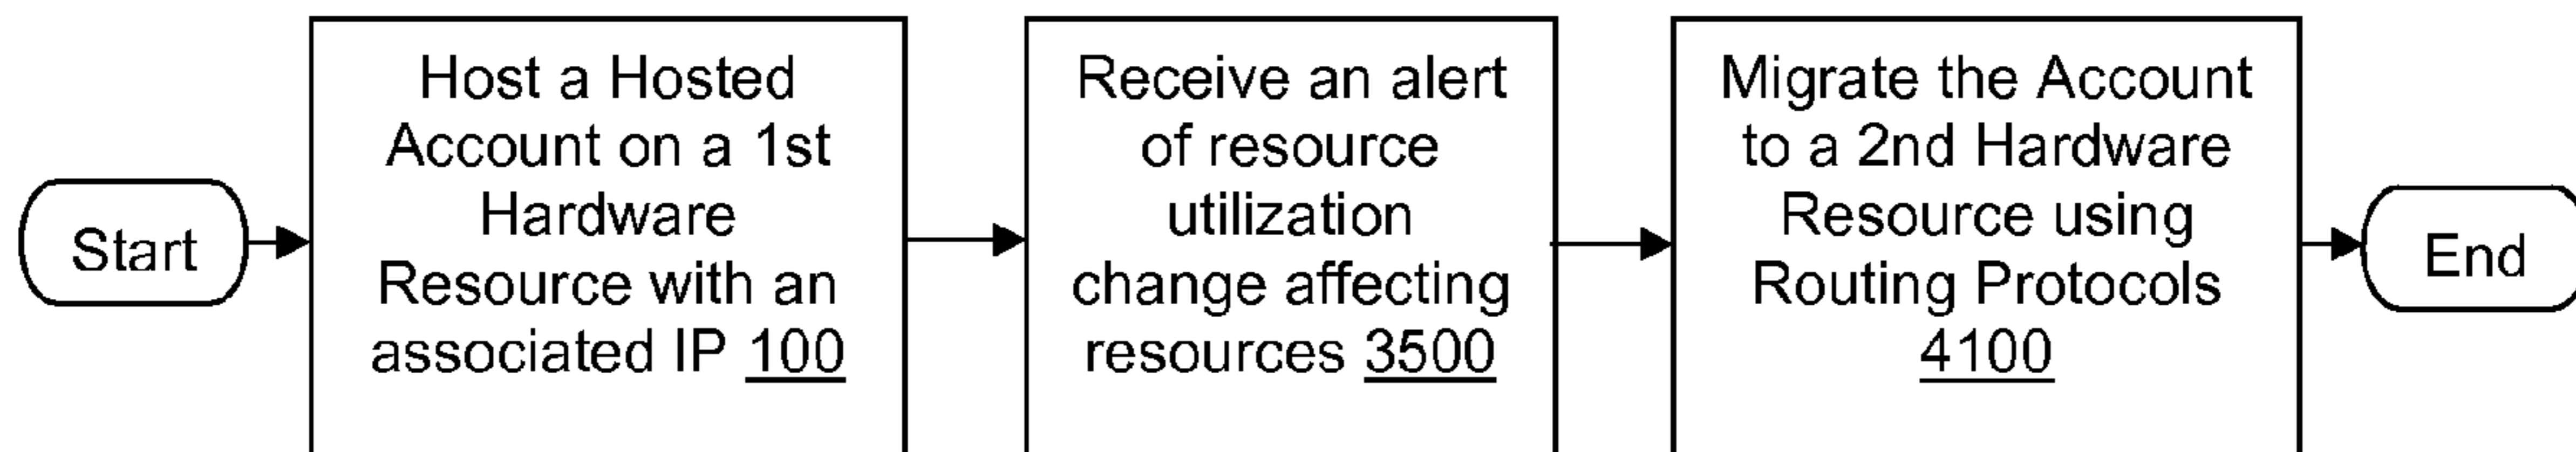 Start
Host a Hosted
Account on a 1st
Hardware
Resource with an
associated IP 100
Receive an alert
of resource
utilization
change affecting
resources 3500
Migrate the Account
to a 2nd Hardware
Resource using
Routing Protocols
4100
End